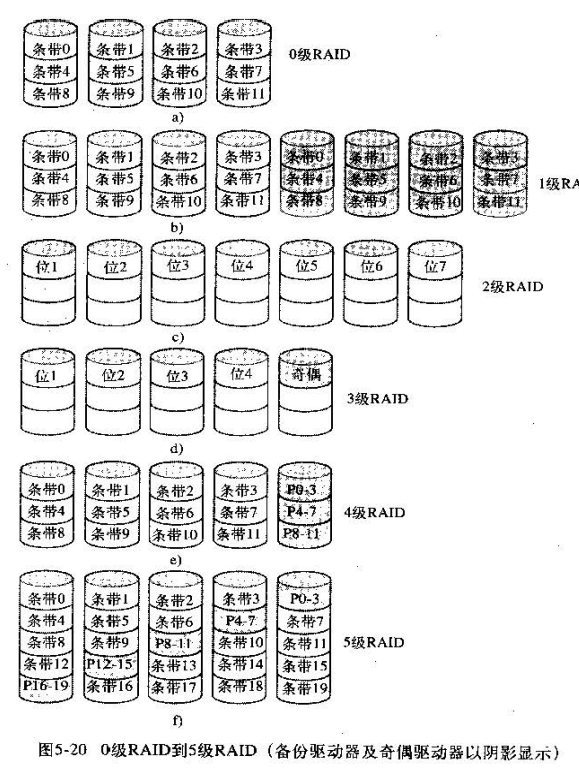 条带0 条带1 条带2 条带3
条带4 条带5 条带6 条带7 0级RAID
条带8 条带9 条带10 条带11
a)
条带0 条带1 条带2 条带3 条带0 条带1 条带2 条带3
条带4 条带5 条带6 条带7 条带4 条带5 条带6 条带7 1级RA
条带8 条带9 条带10 条带11 条带8 条带9 条带10 条带11
b)
位1 位2 位3 位4 位5 位6 位7
2级RAID
c)
位1 位2 位3 位4 奇偶
3级RAID
d)
条带0 条带1 条带2 条带3 P0-3
条带4 条带5 条带6 条带7 P4-7 4级RAID
条带8 条带9 条带10 条带11 P8-11
e)
条带0 条带1 条带2 条带3 P0-3
条带4 条带5 条带6 P4-7 条带7
条带8 条带9 P8-11 条带10 条带11 5级RAID
条带12 P12-15 条带13 条带14 条带15
P16-19 条带16 条带17 条带18 条带19
f)
图5-20 0级RAID到5级RAID（备份驱动器及奇偶驱动器以阴影显示）